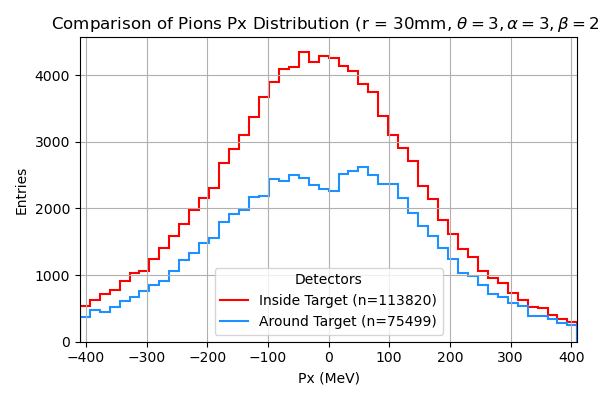 Comparison of Pions Px Distribution (r = 30mm, θ = 3, α = 3, β = 2
4000
3000
2000
1000
0
Entries
Detectors
Inside Target (n=113820)
Around Target (n=75499)
−400 −300 −200 −100 0 100 200 300 400
Px (MeV)